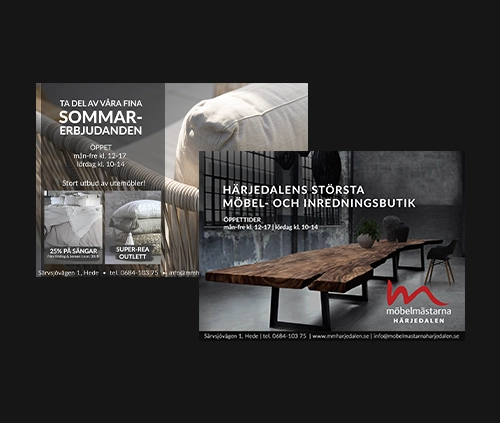 TA DEL AV VÅRA FINA
SOMMAR-
ERBJUDANDEN
ÖPPET
mån-fre kl. 12-17
lördag kl. 10-14
Stort utbud av utemöbler!
25% PÅ SÄNGAR
SUPER-REA
OUTLETT
Särvsjövägen 1, Hede • tel. 0684-103 75 • info@mmh
HÄRJEDALENS STÖRSTA
MÖBEL- OCH INREDNINGSBUTIK
ÖPPETTIDER
mån-fre kl. 12-17 | lördag kl. 10-14
m
möbelmästarna
HÄRJEDALEN
Särvsjövägen 1, Hede | tel. 0684-103 75 | www.mmharjedalen.se | info@mobelmastarnaharjedalen.se